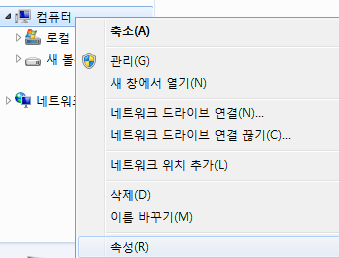 컴퓨터
로컬
새 볼
네트워크
축소(A)
관리(G)
새 창에서 열기(N)
네트워크 드라이브 연결(N)...
네트워크 드라이브 연결 끊기(C)...
네트워크 위치 추가(L)
삭제(D)
이름 바꾸기(M)
속성(R)